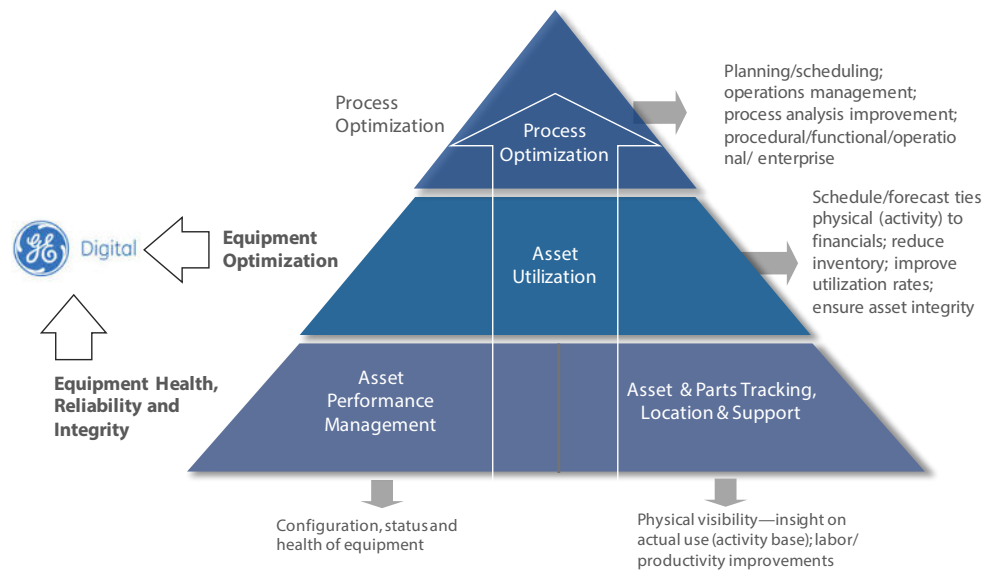 Process
Optimization
Process
Optimization
Planning/scheduling;
operations management;
process analysis improvement;
procedural/functional/operatio
nal/ enterprise
GE Digital
Equipment
Optimization
Asset
Utilization
Schedule/forecast ties
physical (activity) to
financials; reduce
inventory; improve
utilization rates;
ensure asset integrity
Equipment Health,
Reliability and
Integrity
Asset
Performance
Management
Asset & Parts Tracking,
Location & Support
Configuration, status and
health of equipment
Physical visibility—insight on
actual use (activity base); labor/
productivity improvements